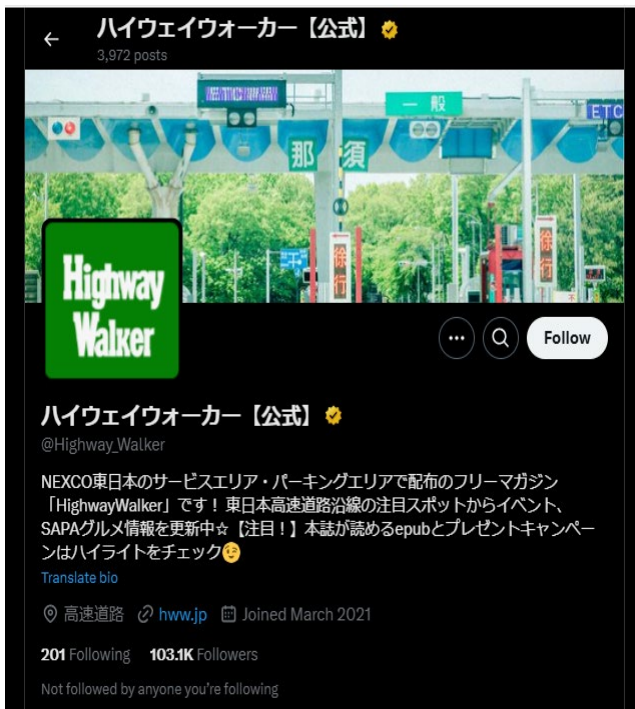 ハイウェイウォーカー【公式】
3,972 posts
一般
ETC
那須
徐行
徐行
Highway
Walker
Follow
ハイウェイウォーカー【公式】
@Highway_Walker
NEXCO東日本のサービスエリア・パーキングエリアで配布のフリーマガジン
「HighwayWalker」です！ 東日本高速道路沿線の注目スポットからイベント、
SAPAグルメ情報を更新中☆【注目！】本誌が読めるepubとプレゼントキャンペー
ンはハイライトをチェック😉
Translate bio
高速道路 hww.jp Joined March 2021
201 Following 103.1K Followers
Not followed by anyone you're following